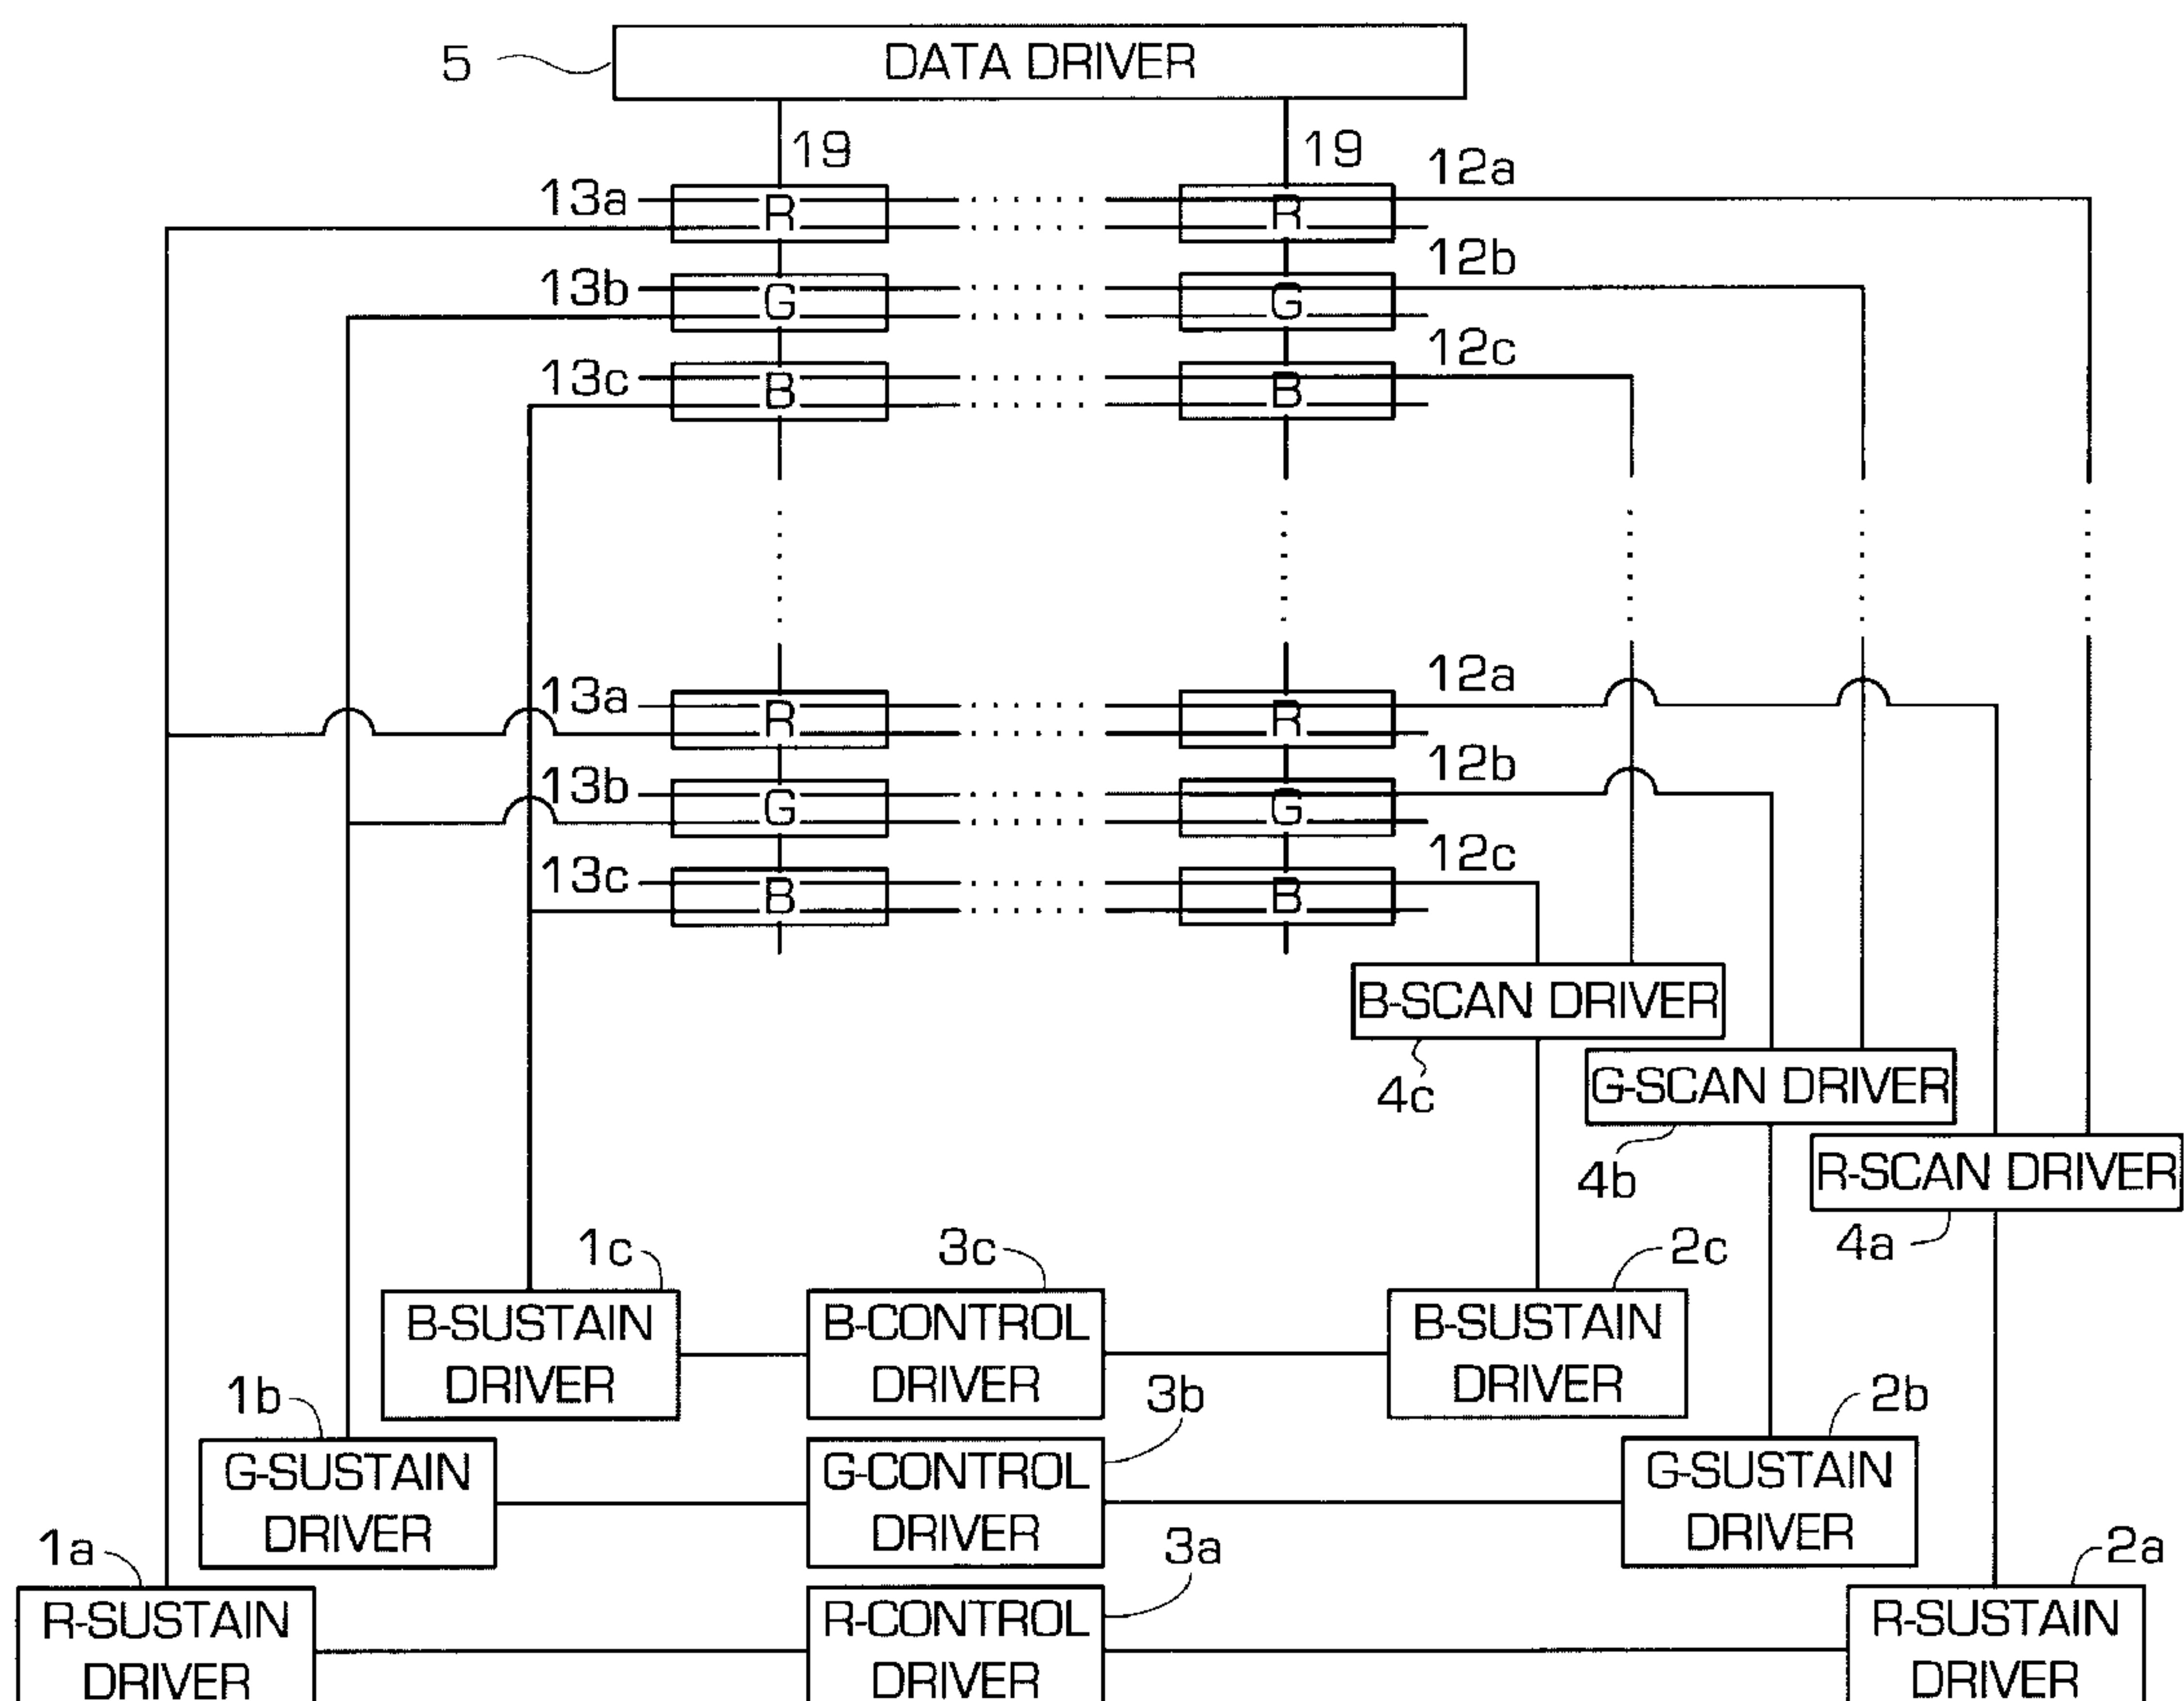 5 DATA DRIVER
19 19
13a R R 12a
13b G G 12b
13c B B 12c
13a R R 12a
13b G G 12b
13c B B 12c
B-SCAN DRIVER
4c
G-SCAN DRIVER
4b
R-SCAN DRIVER
4a
1c 3c 2c
B-SUSTAIN DRIVER
B-CONTROL DRIVER
B-SUSTAIN DRIVER
1b 3b 2b
G-SUSTAIN DRIVER
G-CONTROL DRIVER
G-SUSTAIN DRIVER
1a 3a 2a
R-SUSTAIN DRIVER
R-CONTROL DRIVER
R-SUSTAIN DRIVER